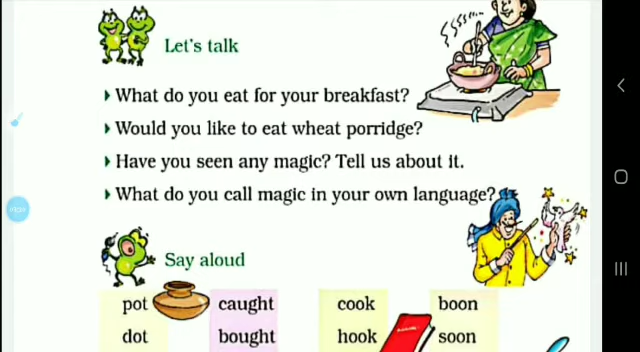 Let's talk
What do you eat for your breakfast?
Would you like to eat wheat porridge?
Have you seen any magic? Tell us about it.
What do you call magic in your own language?
Say aloud
pot caught cook boon
dot bought hook soon